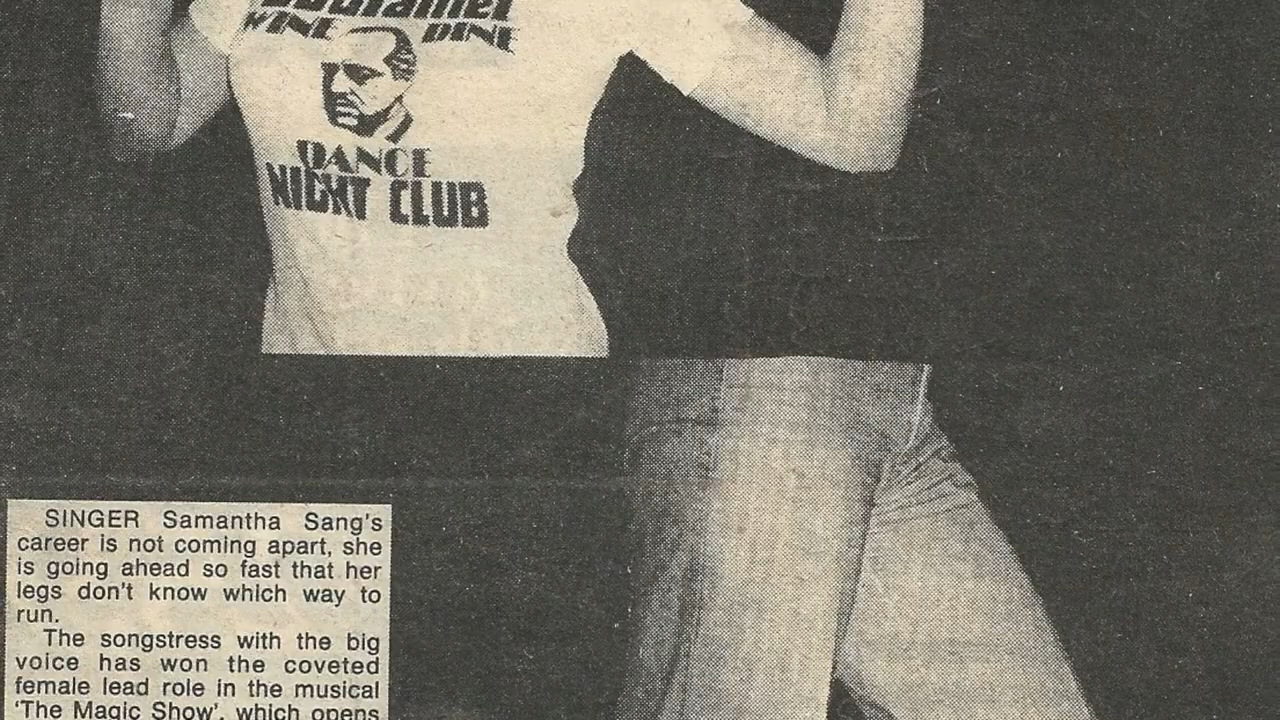 WINE DINE
DANCE
NIGHT CLUB
SINGER Samantha Sang's
career is not coming apart, she
is going ahead so fast that her
legs don't know which way to
run.
The songstress with the big
voice has won the coveted
female lead role in the musical
'The Magic Show', which opens